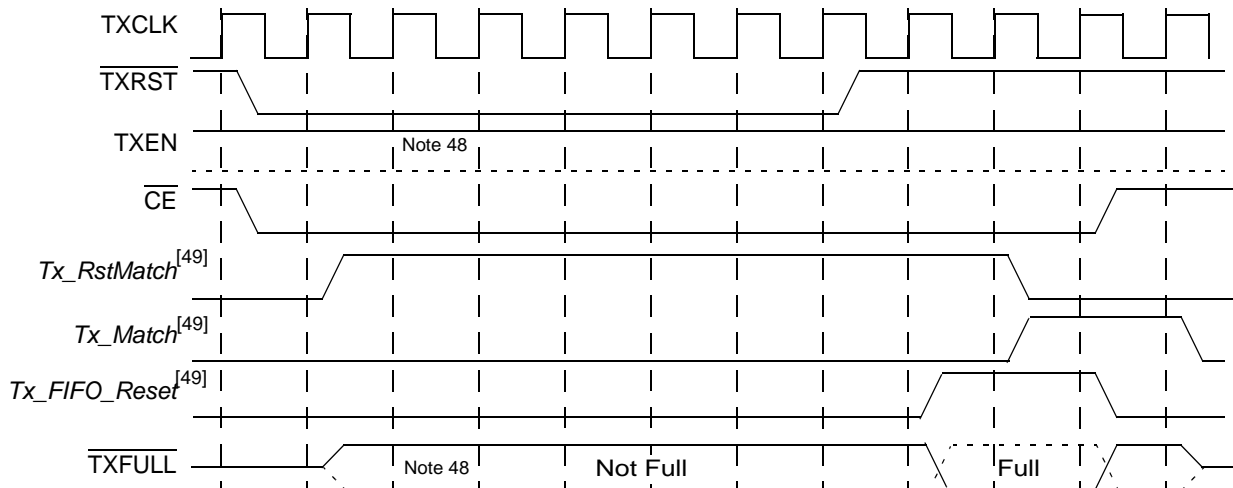 TXCLK
TXRST
TXEN
Note 48
CE
Tx_RstMatch[49]
Tx_Match[49]
Tx_FIFO_Reset[49]
TXFULL Note 48 Not Full Full